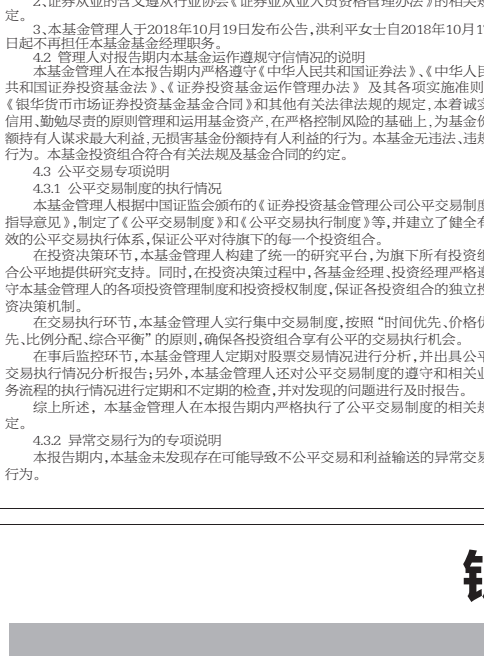 2、证券从业的含义遵从行业协会《证券业从业人员资格管理办法》的相关规
定。
3、本基金管理人于2018年10月19日发布公告,洪利平女士自2018年10月1
日起不再担任本基金基金经理职务。
4.2 管理人对报告期内本基金运作遵规守信情况的说明
本基金管理人在本报告期内严格遵守《中华人民共和国证券法》、《中华人民
共和国证券投资基金法》、《证券投资基金运作管理办法》及其各项实施准则
《银华货币市场证券投资基金基金合同》和其他有关法律法规的规定,本着诚实
信用、勤勉尽责的原则管理和运用基金资产,在严格控制风险的基础上,为基金份
额持有人谋求最大利益,无损害基金份额持有人利益的行为。本基金无违法、违规
行为。本基金投资组合符合有关法规及基金合同的约定。
4.3 公平交易专项说明
4.3.1 公平交易制度的执行情况
本基金管理人根据中国证监会颁布的《证券投资基金管理公司公平交易制度
指导意见》,制定了《公平交易制度》和《公平交易执行制度》等,并建立了健全有
效的公平交易执行体系,保证公平对待旗下的每一个投资组合。
在投资决策环节,本基金管理人构建了统一的研究平台,为旗下所有投资组
合公平地提供研究支持。同时,在投资决策过程中,各基金经理、投资经理严格遵
守本基金管理人的各项投资管理制度和投资授权制度,保证各投资组合的独立投
资决策机制。
在交易执行环节,本基金管理人实行集中交易制度,按照“时间优先、价格优
先、比例分配、综合平衡”的原则,确保各投资组合享有公平的交易执行机会。
在事后监控环节,本基金管理人定期对股票交易情况进行分析,并出具公平
交易执行情况分析报告;另外,本基金管理人还对公平交易制度的遵守和相关业
务流程的执行情况进行定期和不定期的检查,并对发现的问题进行及时报告。
综上所述,本基金管理人在本报告期内严格执行了公平交易制度的相关规
定。
4.3.2 异常交易行为的专项说明
本报告期内,本基金未发现存在可能导致不公平交易和利益输送的异常交易
行为。